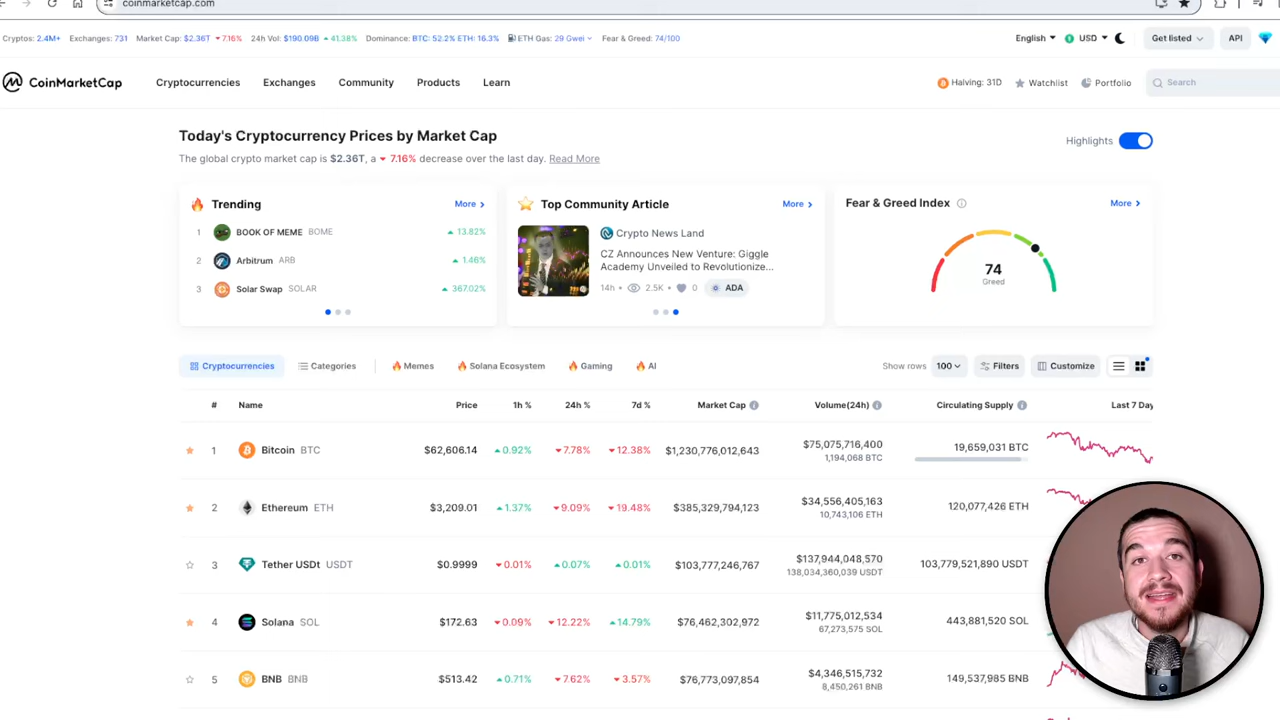 coinmarketcap.com
Cryptos: 2.4M+ Exchanges: 731 Market Cap: $2.36T 7.16% 24h Vol: $190.09B 41.38% Dominance: BTC: 52.2% ETH: 16.3% ETH Gas: 29 Gwei Fear & Greed: 74/100 English USD Get listed API
CoinMarketCap Cryptocurrencies Exchanges Community Products Learn Halving: 31D Watchlist Portfolio Search
Today's Cryptocurrency Prices by Market Cap
Highlights
The global crypto market cap is $2.36T, a 7.16% decrease over the last day. Read More
Trending More
1 BOOK OF MEME BOME 13.82%
2 Arbitrum ARB 1.46%
3 Solar Swap SOLAR 367.02%
Top Community Article More
Crypto News Land
CZ Announces New Venture: Giggle
Academy Unveiled to Revolutionize...
14h • 2.5K • 0 ADA
Fear & Greed Index More
74
Greed
Cryptocurrencies Categories Memes Solana Ecosystem Gaming AI Show rows 100 Filters Customize
# Name Price 1h % 24h % 7d % Market Cap Volume(24h) Circulating Supply Last 7 Day
1 Bitcoin BTC $62,606.14 0.92% 7.78% 12.38% $1,230,776,012,643 $75,075,716,400 19,659,031 BTC
1,194,068 BTC
2 Ethereum ETH $3,209.01 1.37% 9.09% 19.48% $385,329,794,123 $34,556,405,163 120,077,426 ETH
10,743,106 ETH
3 Tether USDt USDT $0.9999 0.01% 0.07% 0.01% $103,777,246,767 $137,944,048,570 103,779,521,890 USDT
138,034,360,039 USDT
4 Solana SOL $172.63 0.09% 12.22% 14.79% $76,462,302,972 $11,775,012,534 443,881,520 SOL
67,273,575 SOL
5 BNB BNB $513.42 0.71% 7.62% 3.57% $76,773,097,854 $4,346,515,732 149,537,985 BNB
8,450,261 BNB